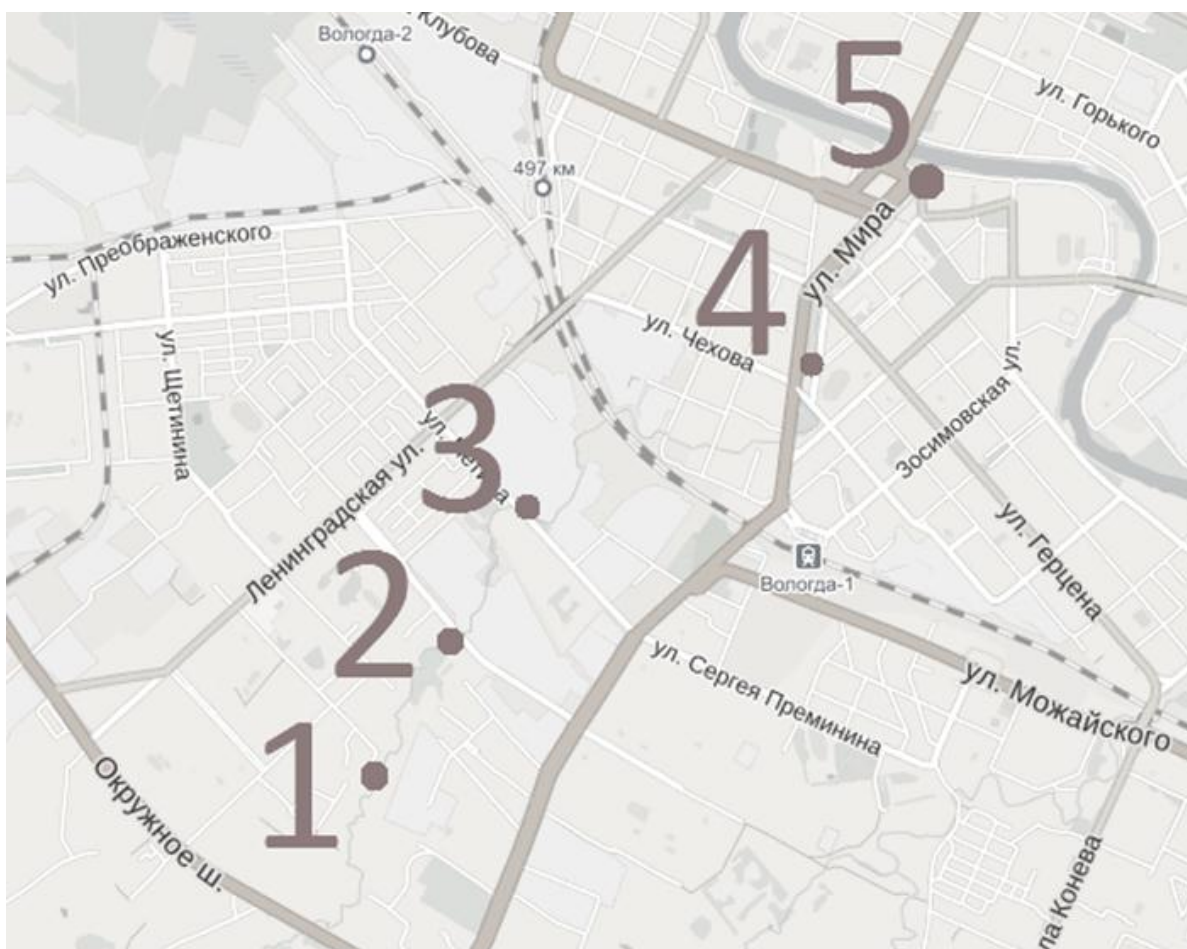 Клубова
Вологда-2
ул. Горького
5
497 км
ул. Преображенского
ул. Мира
4
ул. Чехова
ул. Щетинина
3
Зосимовская ул.
Ленинградская ул.
ул. Герцена
2
Вологда-1
ул. Сергея Преминина
ул. Можайского
1
Окружное ш.
Конева